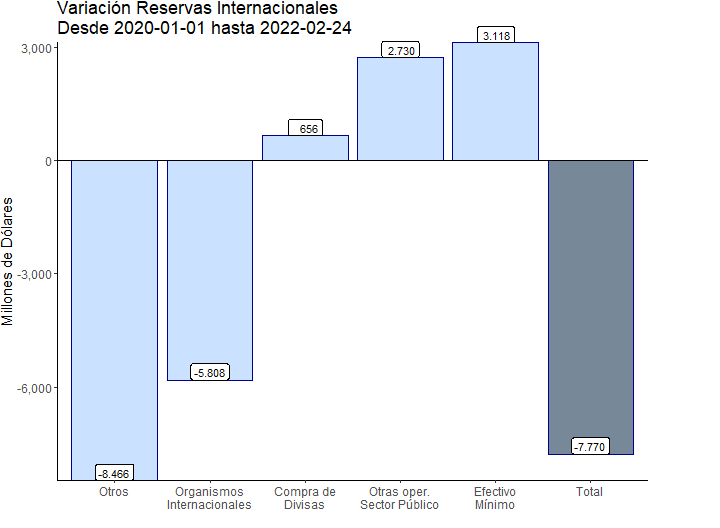 Variación Reservas Internacionales
Desde 2020-01-01 hasta 2022-02-24
Millones de Dólares
3,000
0
-3,000
-6,000
-8.466
-5.808
656
2.730
3.118
-7.770
Otros
Organismos
Internacionales
Compra de
Divisas
Otras oper.
Sector Público
Efectivo
Mínimo
Total